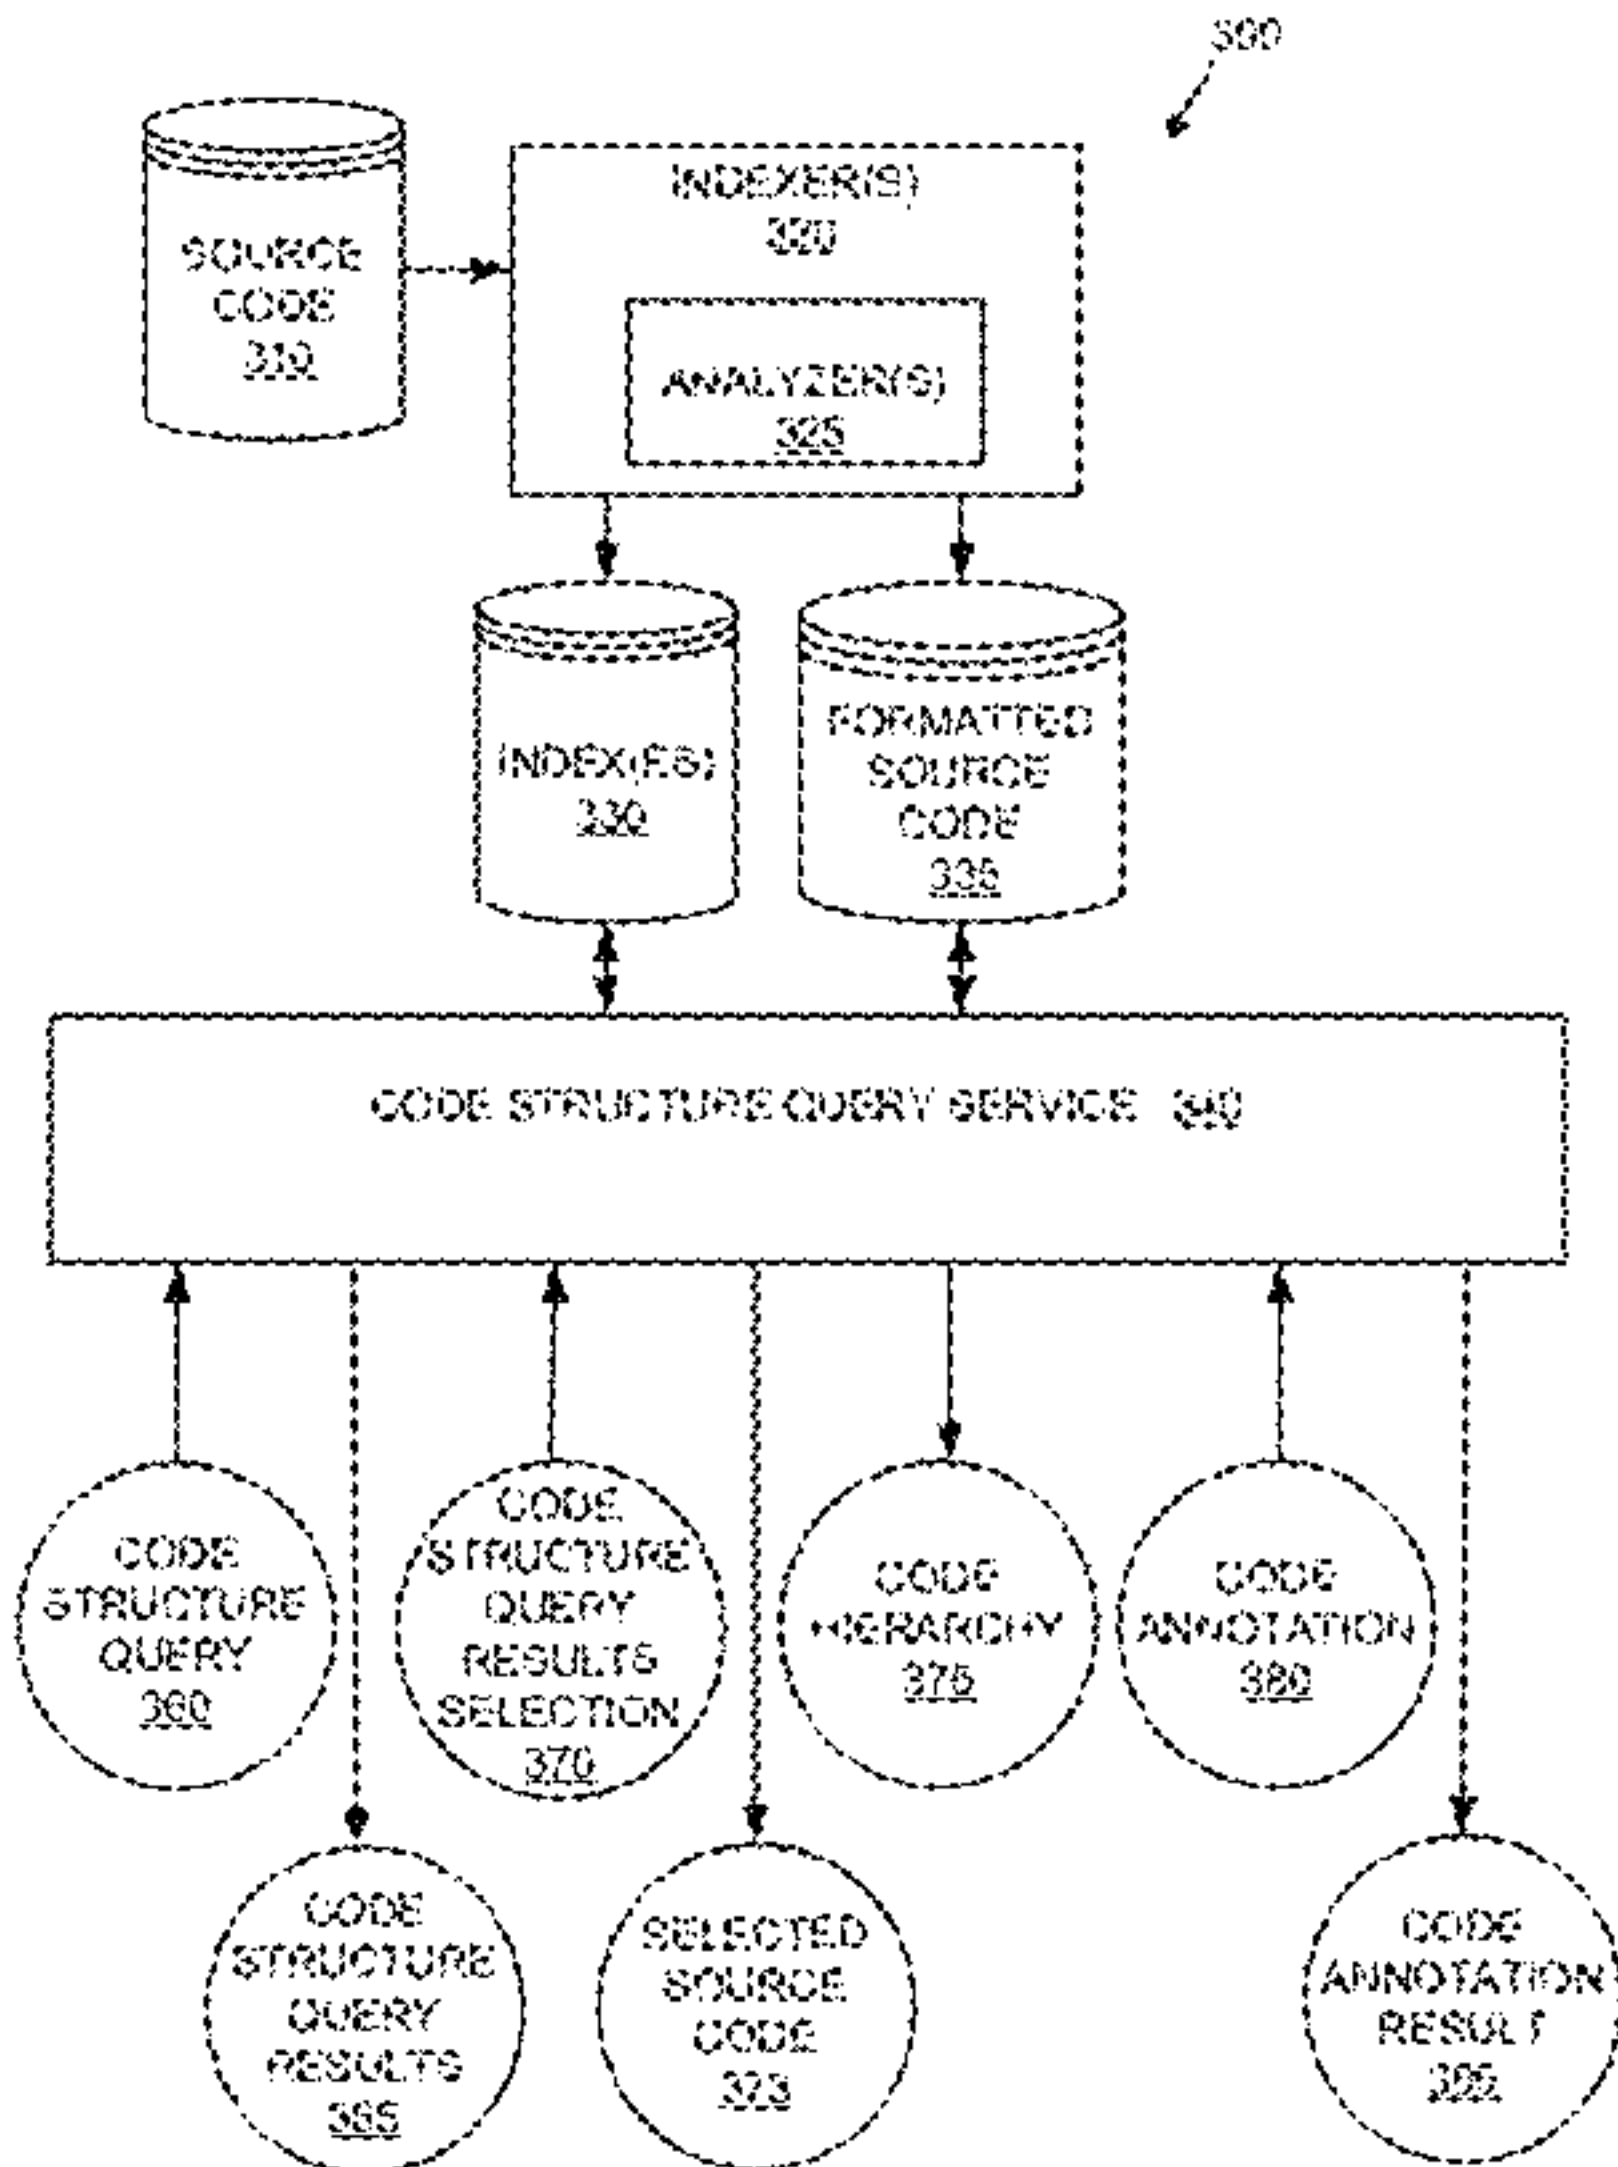 300
SOURCE
CODE
310
INDEXER(S)
320
ANALYZER(S)
325
INDEX(ES)
330
FORMATTED
SOURCE
CODE
335
CODE STRUCTURE QUERY SERVICE 340
CODE
STRUCTURE
QUERY
360
CODE
STRUCTURE
QUERY
RESULTS
SELECTION
370
CODE
HIERARCHY
375
CODE
ANNOTATION
380
CODE
STRUCTURE
QUERY
RESULTS
365
SELECTED
SOURCE
CODE
373
CODE
ANNOTATION
RESULT
385